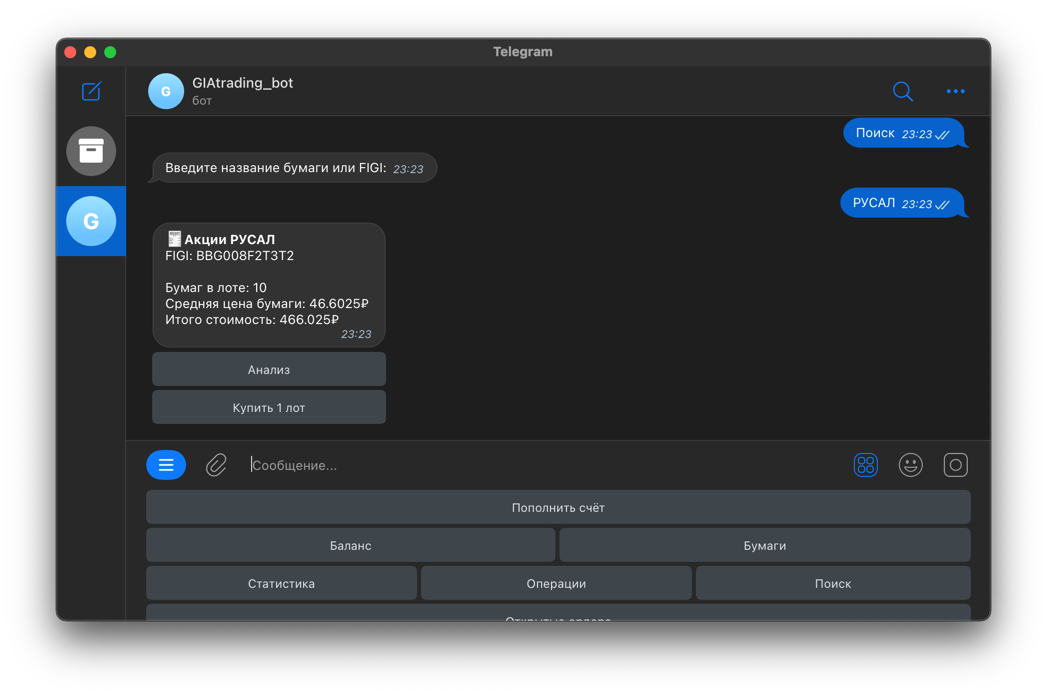 Telegram
G
GIAtrading_bot
бот
Поиск 23:23
Введите название бумаги или FIGI: 23:23
РУСАЛ 23:23
G
Акции РУСАЛ
FIGI: BBG008F2T3T2
Бумаг в лоте: 10
Средняя цена бумаги: 46.6025₽
Итого стоимость: 466.025₽
23:23
Анализ
Купить 1 лот
Сообщение...
Пополнить счёт
Баланс
Бумаги
Статистика
Операции
Поиск
Открытые ордера